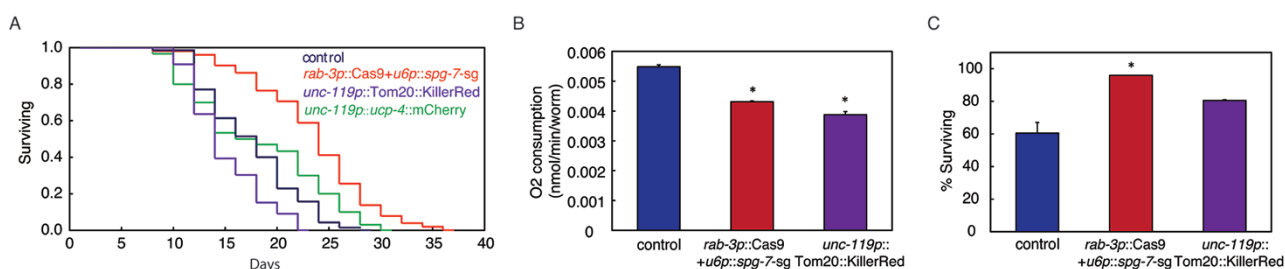 A
Surviving
1.0
0.8
0.6
0.4
0.2
0.0
0
5
10
15
20
25
30
35
40
Days
control
rab-3p::Cas9+u6p::spg-7-sg
unc-119p::Tom20::KillerRed
unc-119p::ucp-4::mCherry
B
O2 consumption
(nmol/min/worm)
0.006
0.005
0.004
0.003
0.002
0.001
0
*
*
control
rab-3p::Cas9
+u6p::spg-7-sg
unc-119p::
Tom20::KillerRed
C
% Surviving
100
80
60
40
20
0
*
control
rab-3p::Cas9
+u6p::spg-7-sg
unc-119p::
Tom20::KillerRed